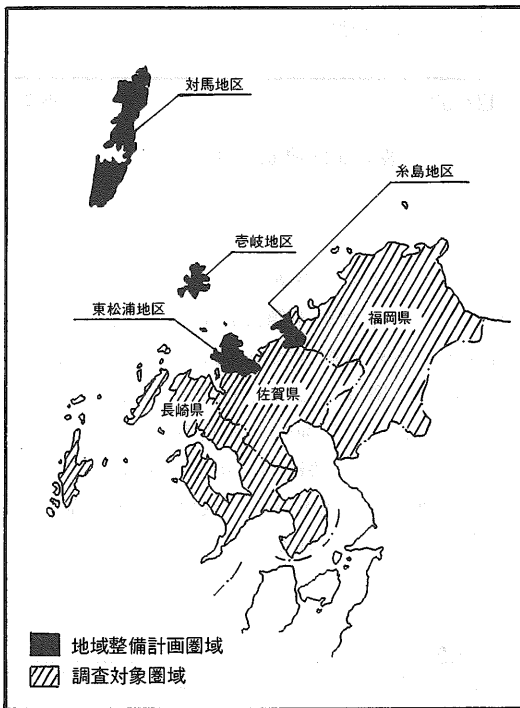 対馬地区
糸島地区
壱岐地区
東松浦地区
福岡県
佐賀県
長崎県
地域整備計画圏域
調査対象圏域